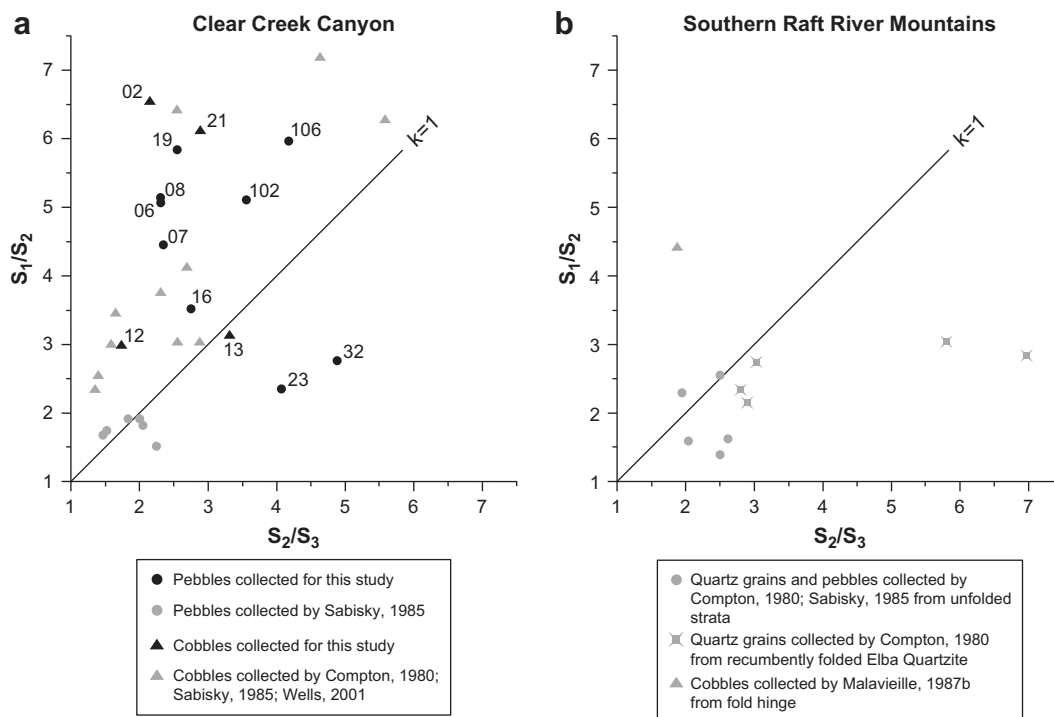 a
Clear Creek Canyon
7
6
5
4
3
2
1
S1/S2
02
21
19
106
08
06
102
07
16
12
13
32
23
k=1
1 2 3 4 5 6 7
S2/S3
Pebbles collected for this study
Pebbles collected by Sabisky, 1985
Cobbles collected for this study
Cobbles collected by Compton, 1980;
Sabisky, 1985; Wells, 2001
b
Southern Raft River Mountains
7
6
5
4
3
2
1
S1/S2
k=1
1 2 3 4 5 6 7
S2/S3
Quartz grains and pebbles collected by
Compton, 1980; Sabisky, 1985 from unfolded
strata
Quartz grains collected by Compton, 1980
from recumbently folded Elba Quartzite
Cobbles collected by Malavieille, 1987b
from fold hinge